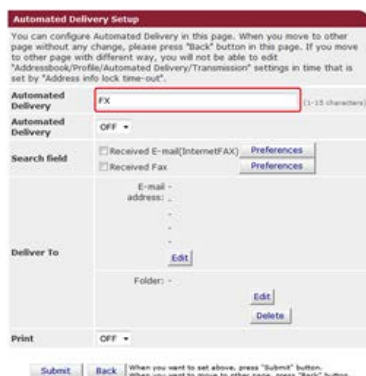 Automated Delivery Setup
You can configure Automated Delivery in this page. When you move to other
page without any change, please press "Back" button in this page. If you move
to other page with different way, you will not be able to edit
"Addressbook/Profile/Automated Delivery/Transmission" settings in time that is
set by "Address info lock time-out".
Automated
Delivery
FX
(1-15 characters)
Automated
Delivery
OFF
Search field
Received E-mail(InternetFAX)
Preferences
Received Fax
Preferences
Deliver To
E-mail -
address: -
-
-
-
Edit
Folder: -
Edit
Delete
Print
OFF
Submit
Back
When you want to set above, press "Submit" button.
When you want to move to other page, press "Back" button.